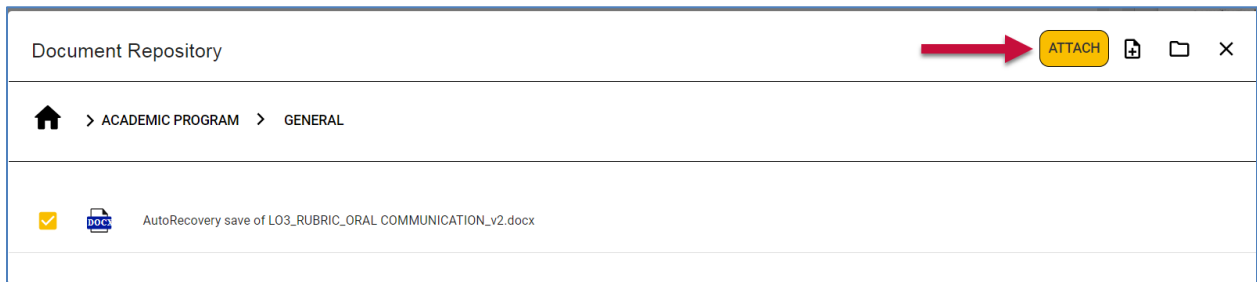 Document Repository
ATTACH
> ACADEMIC PROGRAM > GENERAL
DOCX
AutoRecovery save of LO3_RUBRIC_ORAL COMMUNICATION_v2.docx